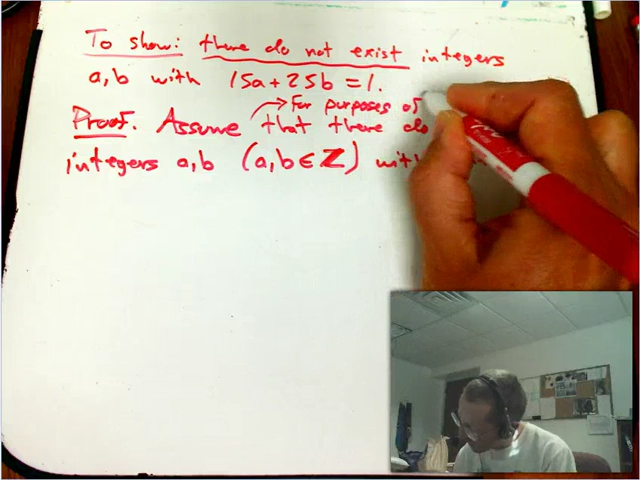 To show: there do not exist integers
a,b with 15a+25b=1.
For purposes of
Proof. Assume that there do
integers a,b (a,b∈Z) with